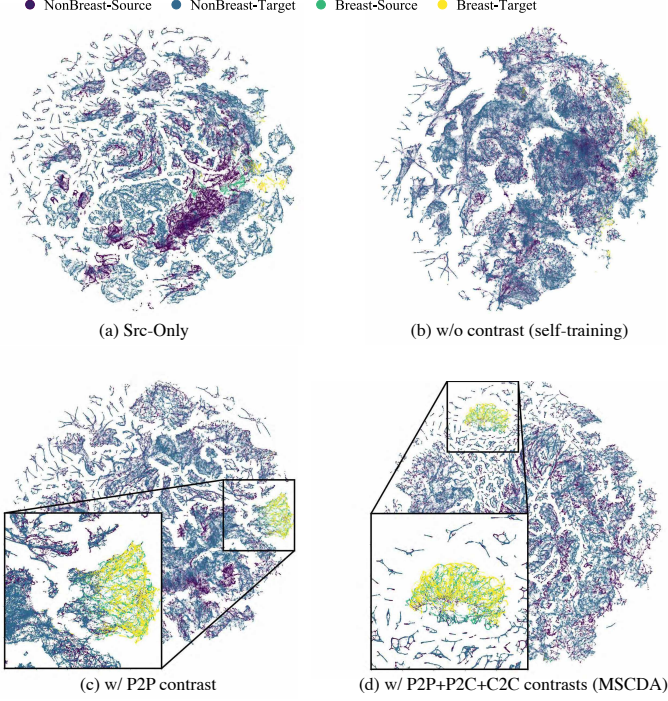 NonBreast-Source NonBreast-Target Breast-Source Breast-Target
(a) Src-Only
(b) w/o contrast (self-training)
(c) w/ P2P contrast
(d) w/ P2P+P2C+C2C contrasts (MSCDA)